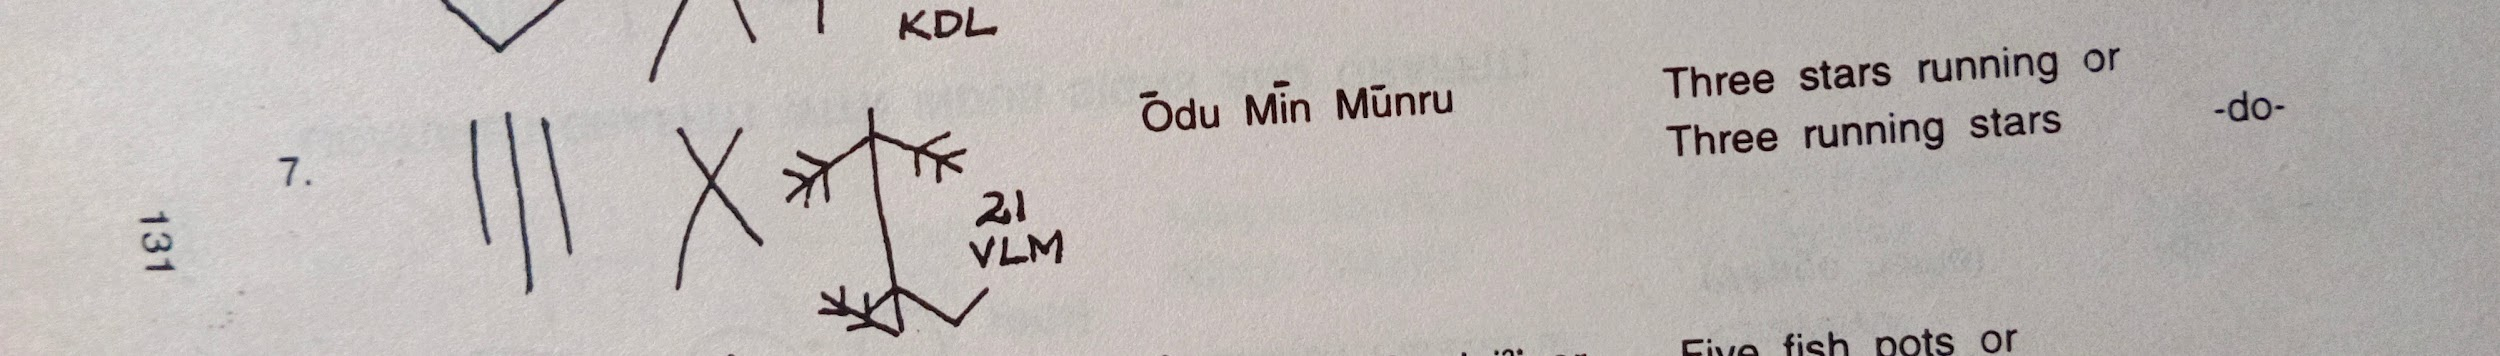 KDL
7.
21
VLM
Ōdu Mīn Mūnru
Three stars running or
Three running stars
-do-
131
Five fish pots or